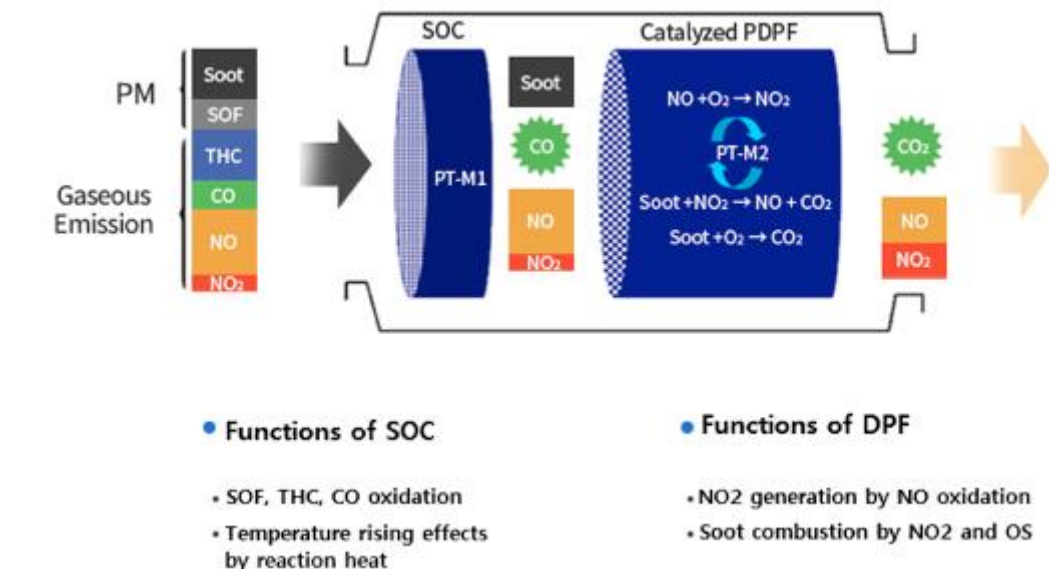 SOC
Catalyzed PDPF
PM
Soot
SOF
Gaseous
Emission
THC
CO
NO
NO2
PT-M1
Soot
CO
NO
NO2
NO +O2 → NO2
PT-M2
Soot +NO2 → NO + CO2
Soot +O2 → CO2
CO2
NO
NO2
• Functions of SOC
• SOF, THC, CO oxidation
• Temperature rising effects
by reaction heat
• Functions of DPF
• NO2 generation by NO oxidation
• Soot combustion by NO2 and OS